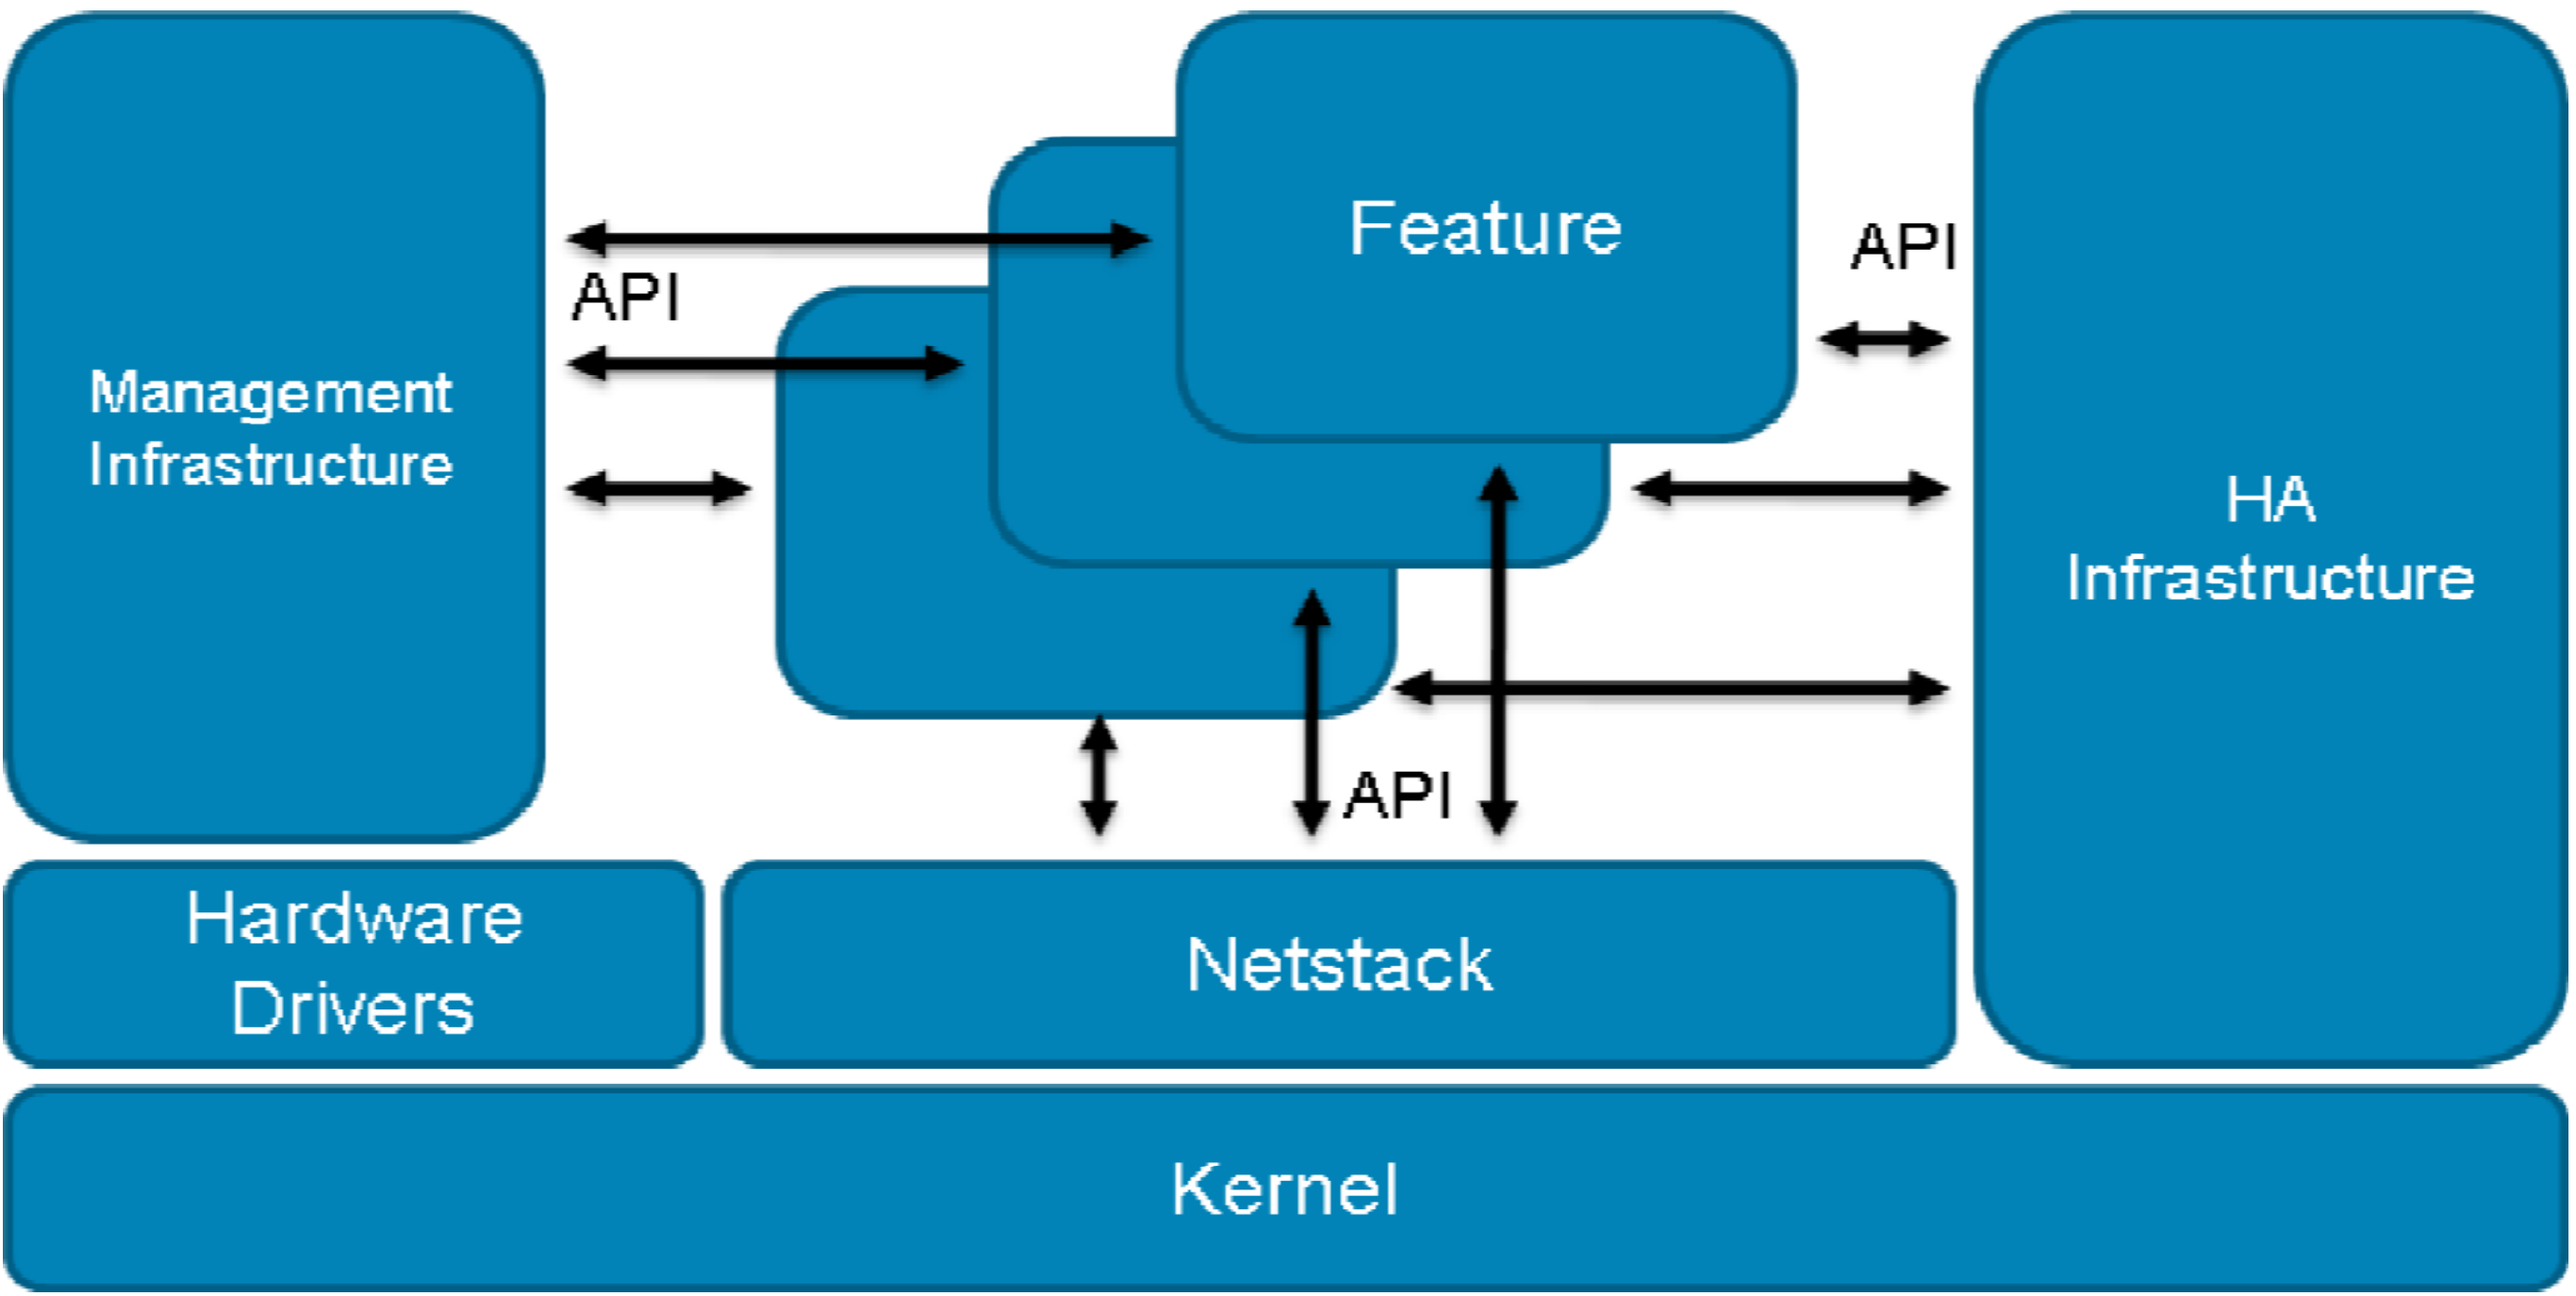 Feature
API
API
Management
Infrastructure
HA
Infrastructure
API
Hardware
Drivers
Netstack
Kernel